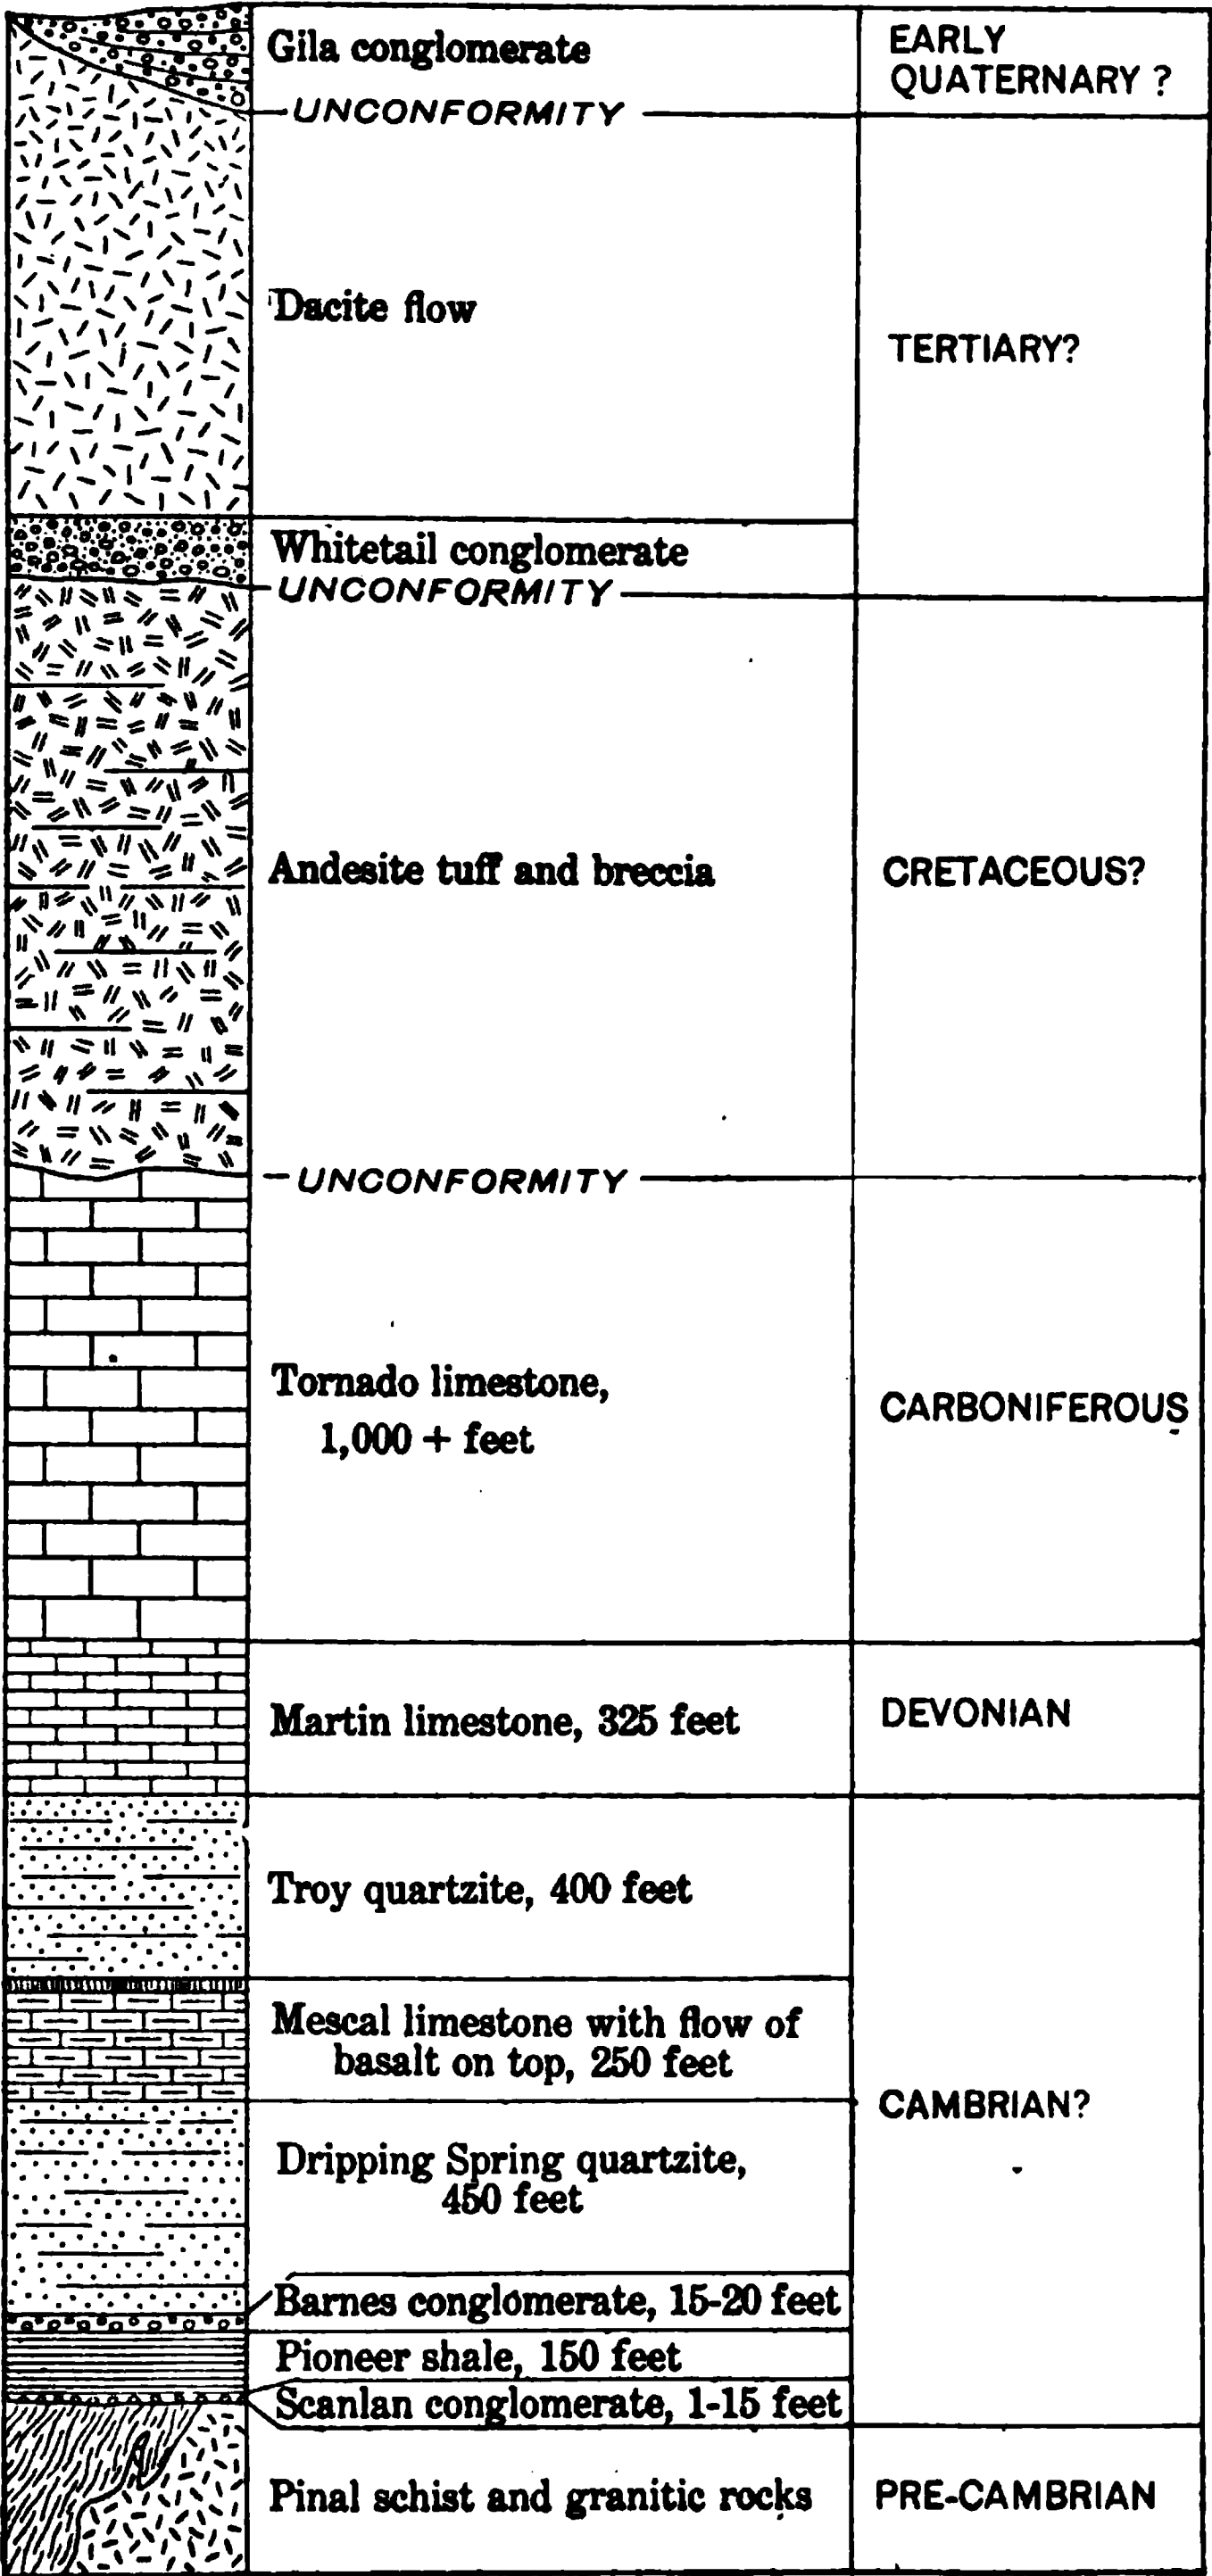 Gila conglomerate
EARLY
QUATERNARY ?
UNCONFORMITY
Dacite flow
TERTIARY?
Whitetail conglomerate
UNCONFORMITY
Andesite tuff and breccia
CRETACEOUS?
UNCONFORMITY
Tornado limestone,
1,000 + feet
CARBONIFEROUS
Martin limestone, 325 feet
DEVONIAN
Troy quartzite, 400 feet
Mescal limestone with flow of
basalt on top, 250 feet
CAMBRIAN?
Dripping Spring quartzite,
450 feet
Barnes conglomerate, 15-20 feet
Pioneer shale, 150 feet
Scanlan conglomerate, 1-15 feet
Pinal schist and granitic rocks
PRE-CAMBRIAN